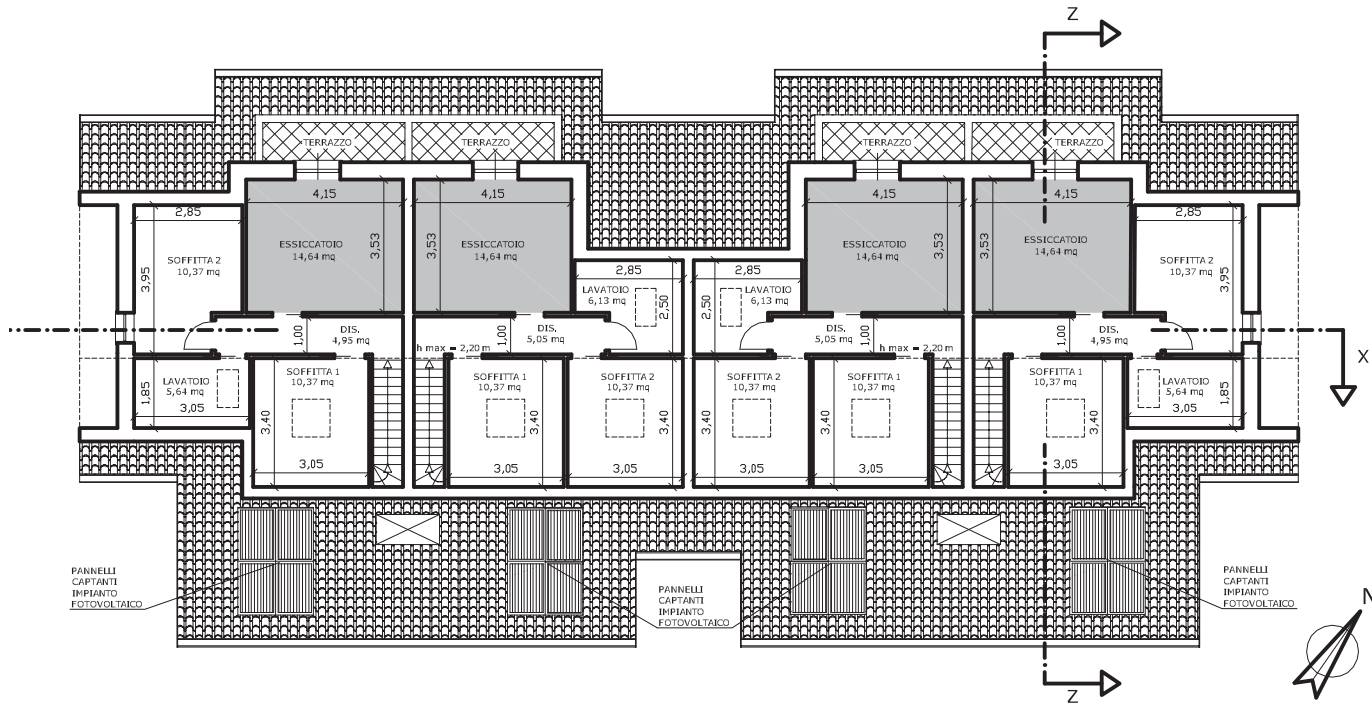 Z
TERRAZZO
TERRAZZO
TERRAZZO
TERRAZZO
4,15
4,15
4,15
4,15
2,85
2,85
ESSICCATOIO
14,64 mq
3,53
3,53
ESSICCATOIO
14,64 mq
ESSICCATOIO
14,64 mq
3,53
3,53
ESSICCATOIO
14,64 mq
SOFFITTA 2
10,37 mq
3,95
SOFFITTA 2
10,37 mq
3,95
2,85
LAVATOIO
6,13 mq
2,50
2,85
LAVATOIO
6,13 mq
2,50
1,00
DIS.
4,95 mq
1,00
DIS.
5,05 mq
DIS.
5,05 mq
1,00
1,00
DIS.
4,95 mq
h max = 2,20 m
h max = 2,20 m
X
LAVATOIO
5,64 mq
1,85
3,05
SOFFITTA 1
10,37 mq
3,40
3,05
SOFFITTA 1
10,37 mq
3,40
3,05
SOFFITTA 2
10,37 mq
3,40
3,05
SOFFITTA 2
10,37 mq
3,40
3,05
SOFFITTA 1
10,37 mq
3,40
3,05
SOFFITTA 1
10,37 mq
3,40
3,05
LAVATOIO
5,64 mq
1,85
3,05
PANNELLI
CAPTANTI
IMPIANTO
FOTOVOLTAICO
PANNELLI
CAPTANTI
IMPIANTO
FOTOVOLTAICO
PANNELLI
CAPTANTI
IMPIANTO
FOTOVOLTAICO
N
Z